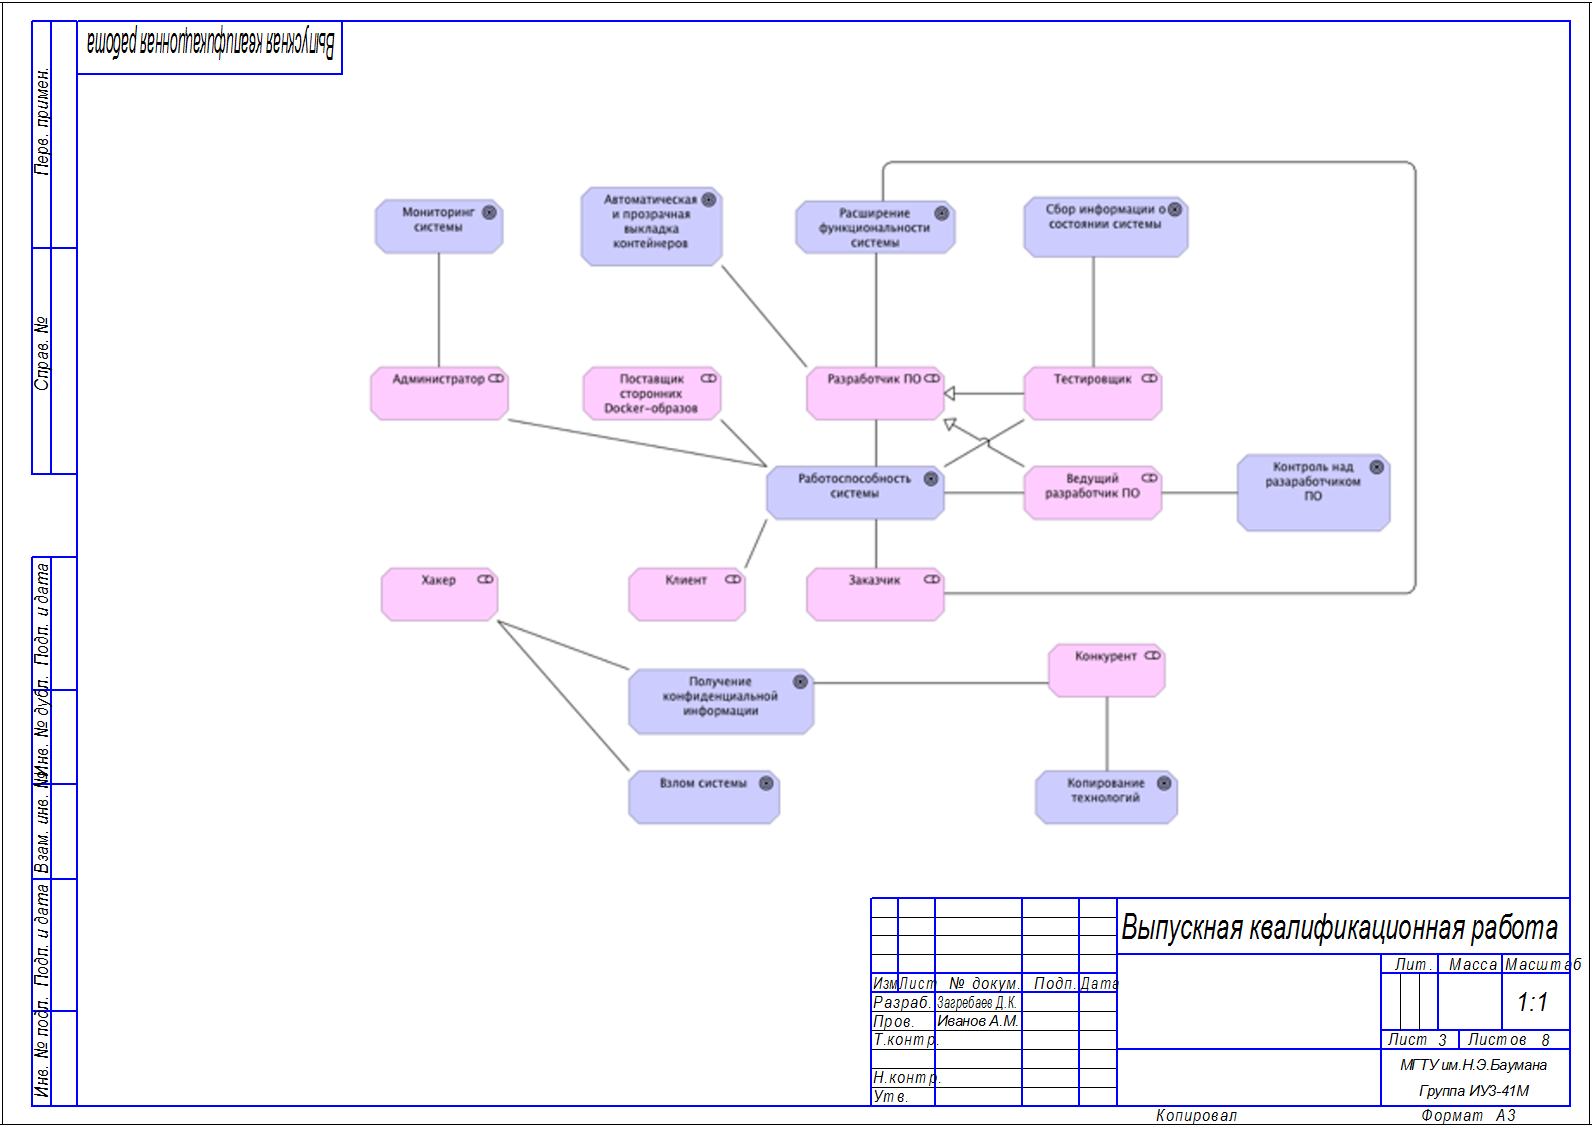 Выпускная квалификационная работа
Перв. примен.
Справ. №
Подп. и дата
Инв. № дубл.
Взам. инв. №
Подп. и дата
Инв. № подл.
Мониторинг
системы
Автоматическая
и прозрачная
выкладка
контейнеров
Расширение
функциональности
системы
Сбор информации о
состоянии системы
Администратор
Поставщик
сторонних
Docker-образов
Разработчик ПО
Тестировщик
Работоспособность
системы
Ведущий
разработчик ПО
Контроль над
разаработчиком
ПО
Хакер
Клиент
Заказчик
Получение
конфиденциальной
информации
Конкурент
Взлом системы
Копирование
технологий
Выпускная квалификационная работа
Лит. Масса Масштаб
1:1
Изм Лист № докум. Подп. Дата
Разраб. Загребаев Д.К.
Пров. Иванов А.М.
Т.контр.
Н.контр.
Утв.
Лист 3 Листов 8
МГТУ им.Н.Э.Баумана
Группа ИУ3-41М
Копировал Формат А3